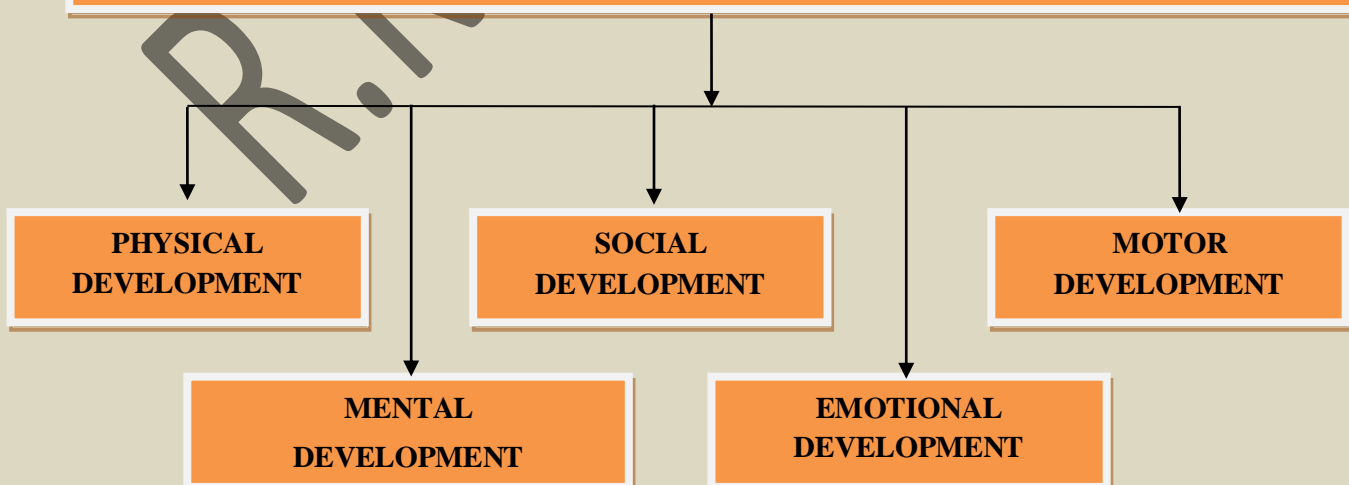 PHYSICAL
DEVELOPMENT
SOCIAL
DEVELOPMENT
MOTOR
DEVELOPMENT
MENTAL
DEVELOPMENT
EMOTIONAL
DEVELOPMENT